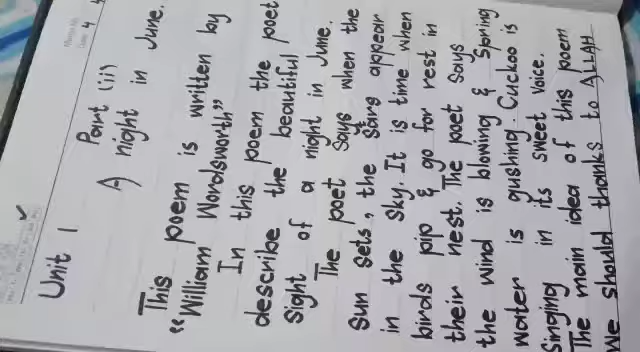 Unit 1
Part (ii)
A night in June.
This poem is written by
"William Wordsworth"
In this poem the poet
describe the beautiful
sight of a night in June.
The poet says when the
sun sets, the sārs appear
in the sky. It is time when
birds pip & go for rest in
their nest. The poet says
the wind is blowing & spring
water is gushing. Cuckoo is
singing in its sweet voice.
The main idea of this poem
We should thanks to ALLAH